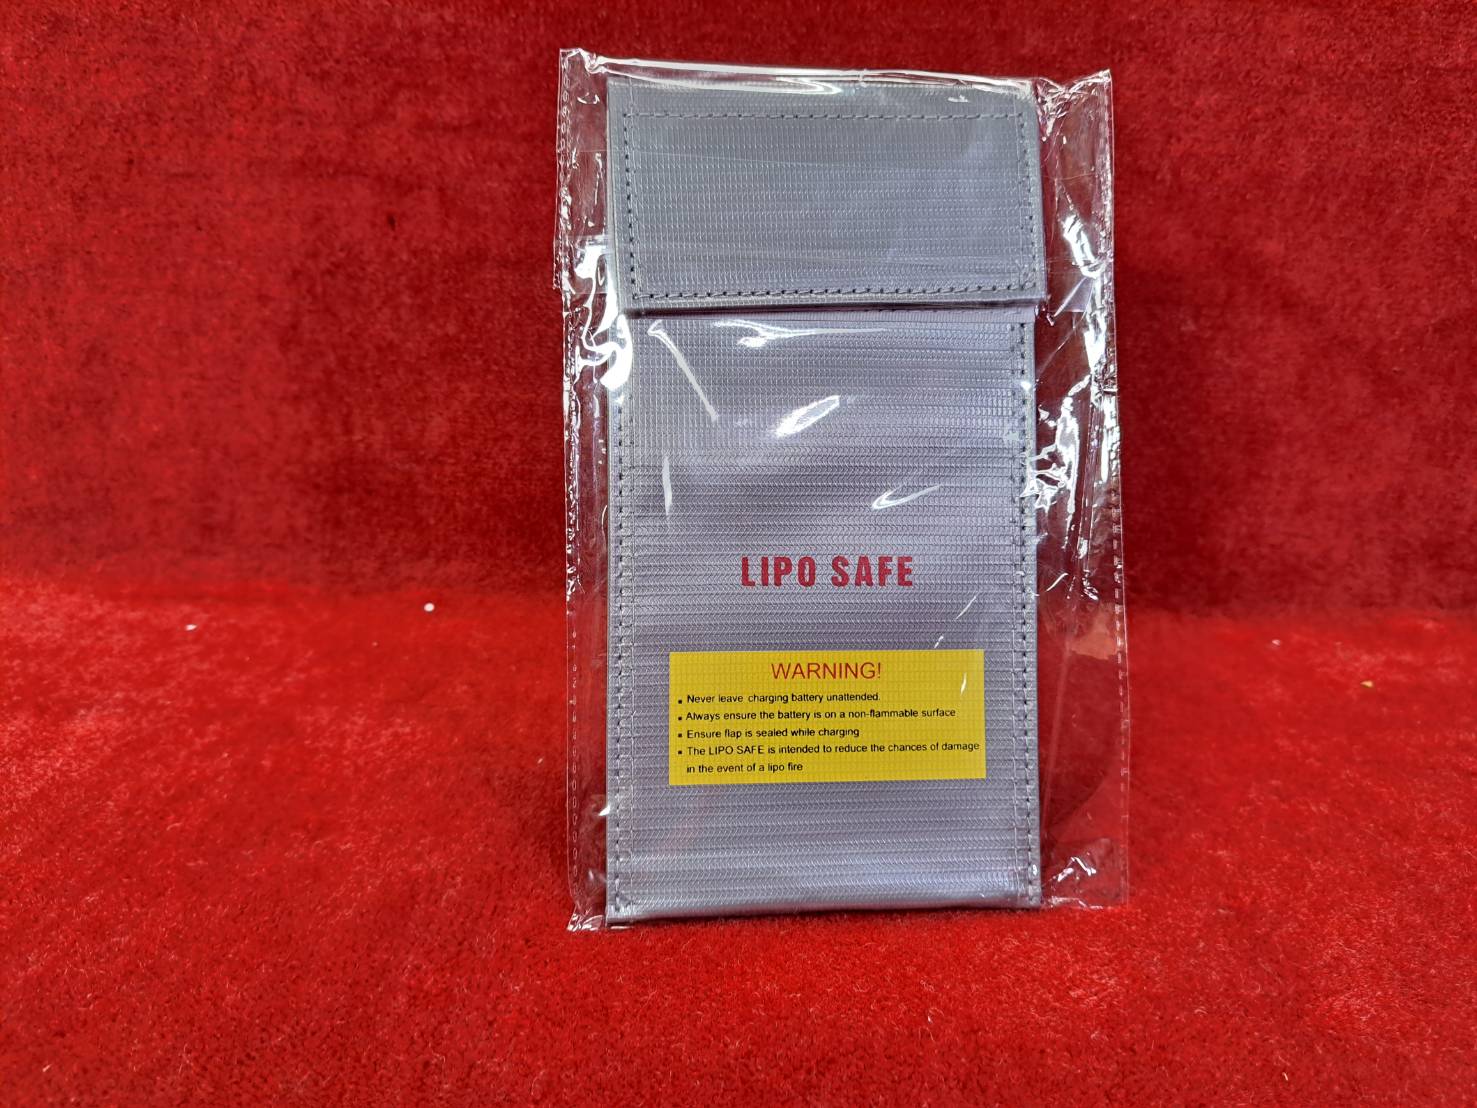 LIPO SAFE
WARNING!
▪ Never leave charging battery unattended.
▪ Always ensure the battery is on a non-flammable surface
▪ Ensure flap is sealed while charging
▪ The LIPO SAFE is intended to reduce the chances of damage
in the event of a lipo fire